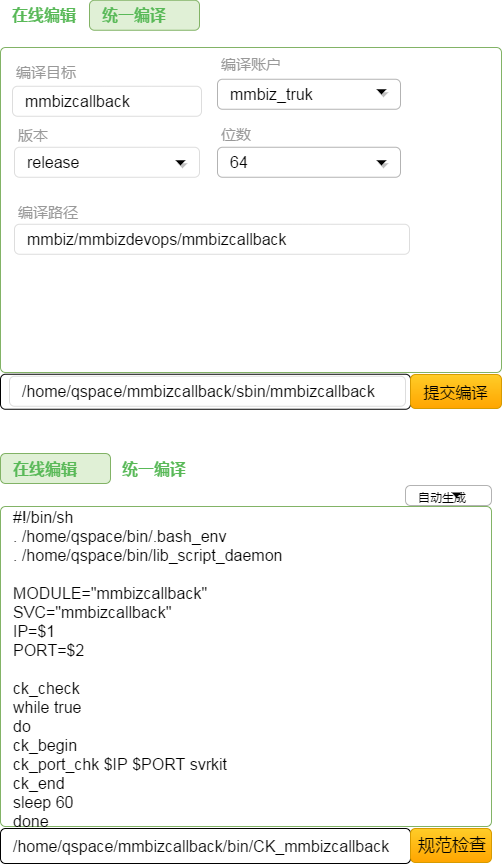 在线编辑 统一编译
编译目标 编译账户
mmbizcallback mmbiz_truk
版本 位数
release 64
编译路径
mmbiz/mmbizdevops/mmbizcallback
/home/qspace/mmbizcallback/sbin/mmbizcallback 提交编译
在线编辑 统一编译
自动生成
#!/bin/sh
. /home/qspace/bin/.bash_env
. /home/qspace/bin/lib_script_daemon
MODULE="mmbizcallback"
SVC="mmbizcallback"
IP=$1
PORT=$2
ck_check
while true
do
ck_begin
ck_port_chk $IP $PORT svrkit
ck_end
sleep 60
done
/home/qspace/mmbizcallback/bin/CK_mmbizcallback 规范检查